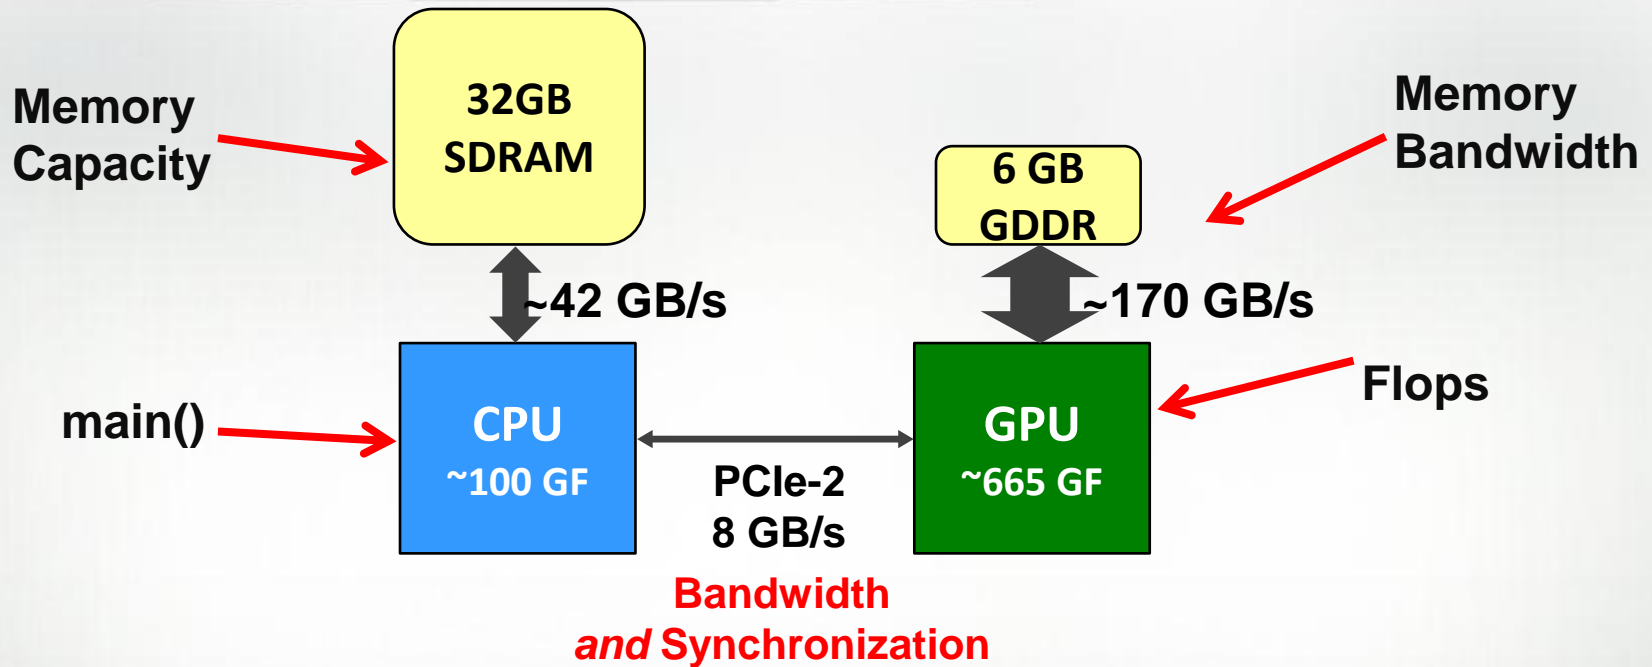 Memory
Capacity
32GB
SDRAM
6 GB
GDDR
Memory
Bandwidth
~42 GB/s
~170 GB/s
main()
CPU
~100 GF
PCIe-2
8 GB/s
GPU
~665 GF
Flops
Bandwidth
and Synchronization